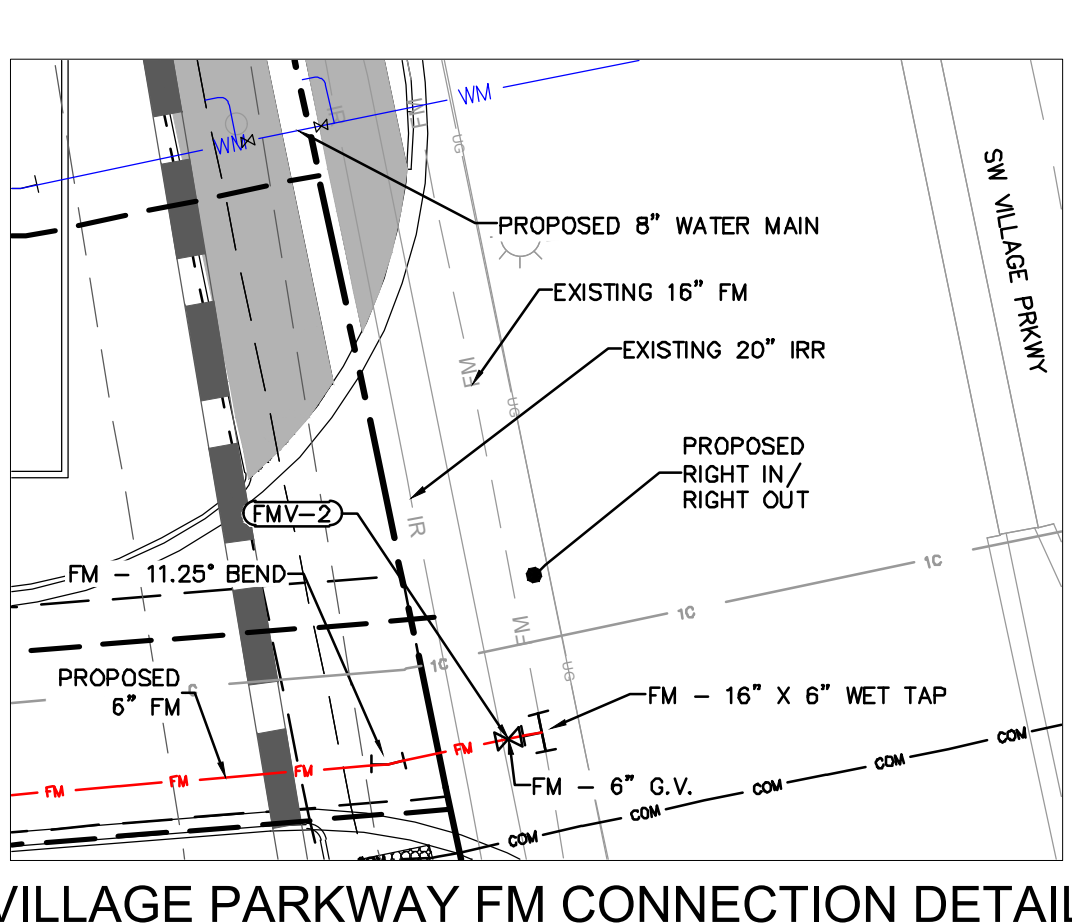 WM
WM
IR
FM
UG
SW VILLAGE PRKWY
PROPOSED 8" WATER MAIN
EXISTING 16" FM
EXISTING 20" IRR
FM
UG
PROPOSED
RIGHT IN/
RIGHT OUT
FMV-2
IR
FM - 11.25° BEND
1C
1C
FM
1C
UG
PROPOSED
6" FM
FM - 16" X 6" WET TAP
FM
FM
FM
FM
FM - 6" G.V.
COM
COM
COM
COM
COM
VILLAGE PARKWAY FM CONNECTION DETAIL